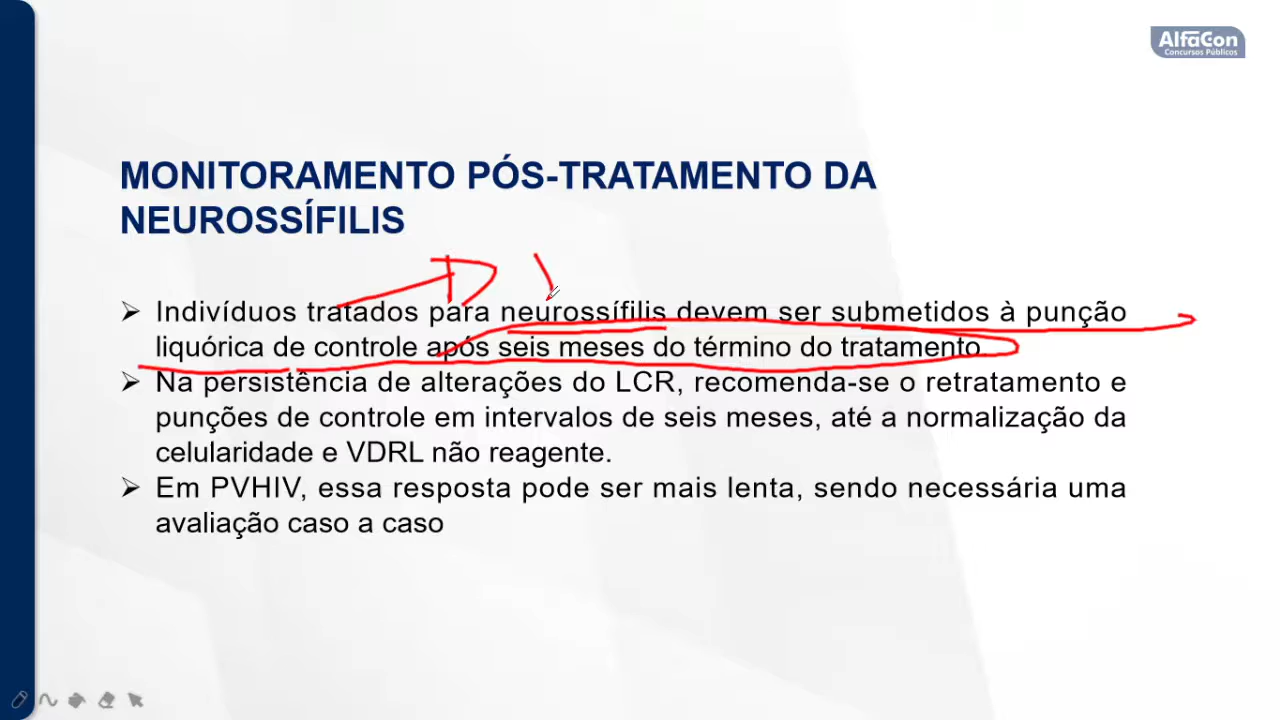 AlfaCon
Concursos Públicos
MONITORAMENTO PÓS-TRATAMENTO DA
NEUROSSÍFILIS
Indivíduos tratados para neurossífilis devem ser submetidos à punção
liquórica de controle após seis meses do término do tratamento.
Na persistência de alterações do LCR, recomenda-se o retratamento e
punções de controle em intervalos de seis meses, até a normalização da
celularidade e VDRL não reagente.
Em PVHIV, essa resposta pode ser mais lenta, sendo necessária uma
avaliação caso a caso